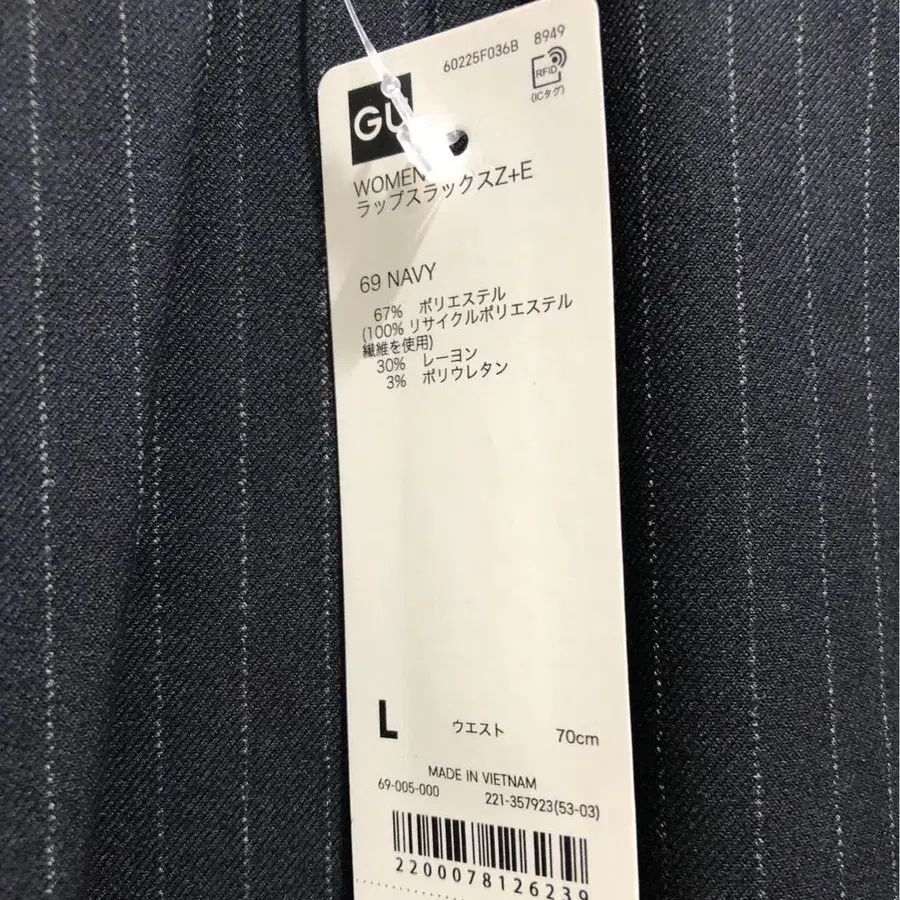 60225F036B 8949
GU
RFID
(ICタグ)
WOMEN
ラップスラックスZ+E
69 NAVY
67% ポリエステル
(100% リサイクルポリエステル
繊維を使用)
30% レーヨン
3% ポリウレタン
L ウエスト 70cm
MADE IN VIETNAM
69-005-000 221-357923(53-03)
2200078126239